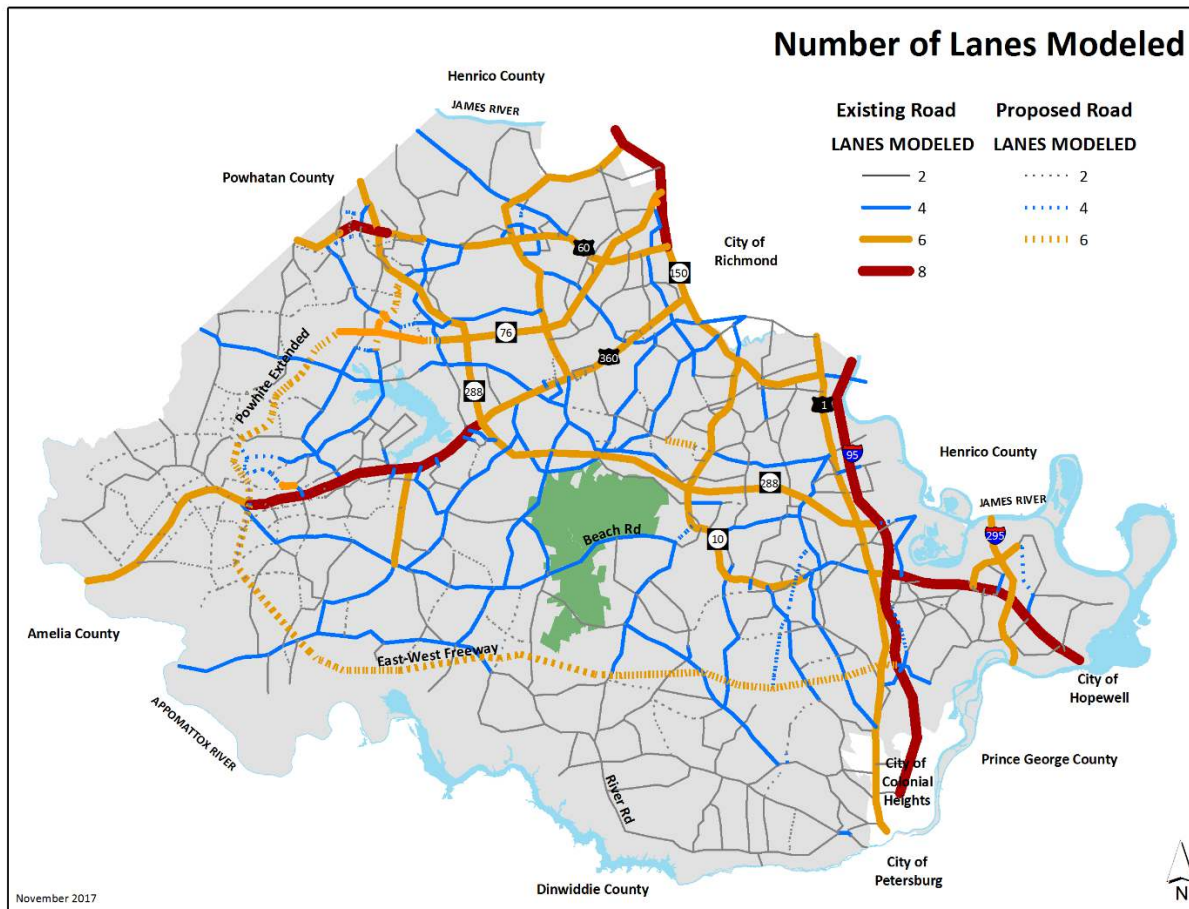 Number of Lanes Modeled
Henrico County
JAMES RIVER
Existing Road
Proposed Road
LANES MODELED
LANES MODELED
2
2
4
4
6
6
8
Powhatan County
60
City of
Richmond
150
76
360
Powhite Extended
288
1
95
Henrico County
288
JAMES RIVER
295
Beach Rd
10
Amelia County
East-West Freeway
City of
Hopewell
APPOMATTOX RIVER
Prince George County
City of
Colonial
Heights
River Rd
City of
Petersburg
Dinwiddie County
November 2017
N